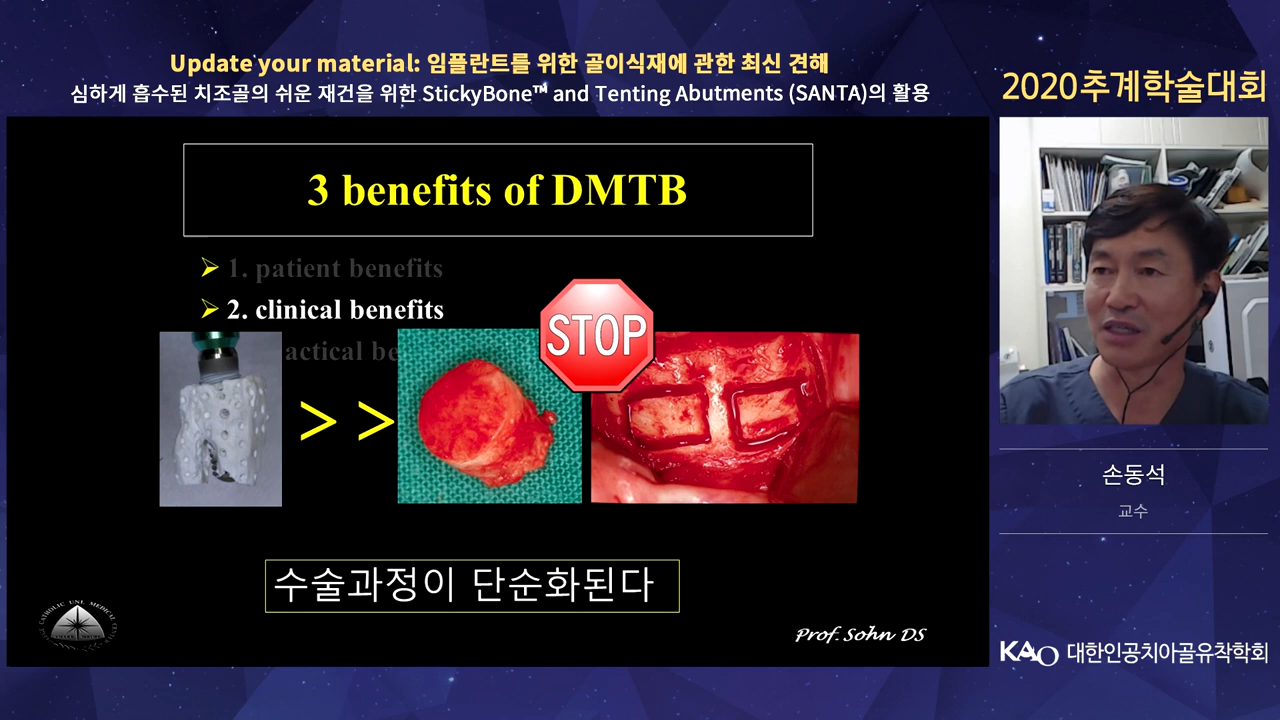 Update your material: 임플란트를 위한 골이식재에 관한 최신 견해
심하게 흡수된 치조골의 쉬운 재건을 위한 StickyBone™ and Tenting Abutments (SANTA)의 활용
2020추계학술대회
3 benefits of DMTB
1. patient benefits
2. clinical benefits
actical be
STOP
> >
수술과정이 단순화된다
Prof. Sohn DS
손동석
교수
KAO 대한인공치아골유착학회